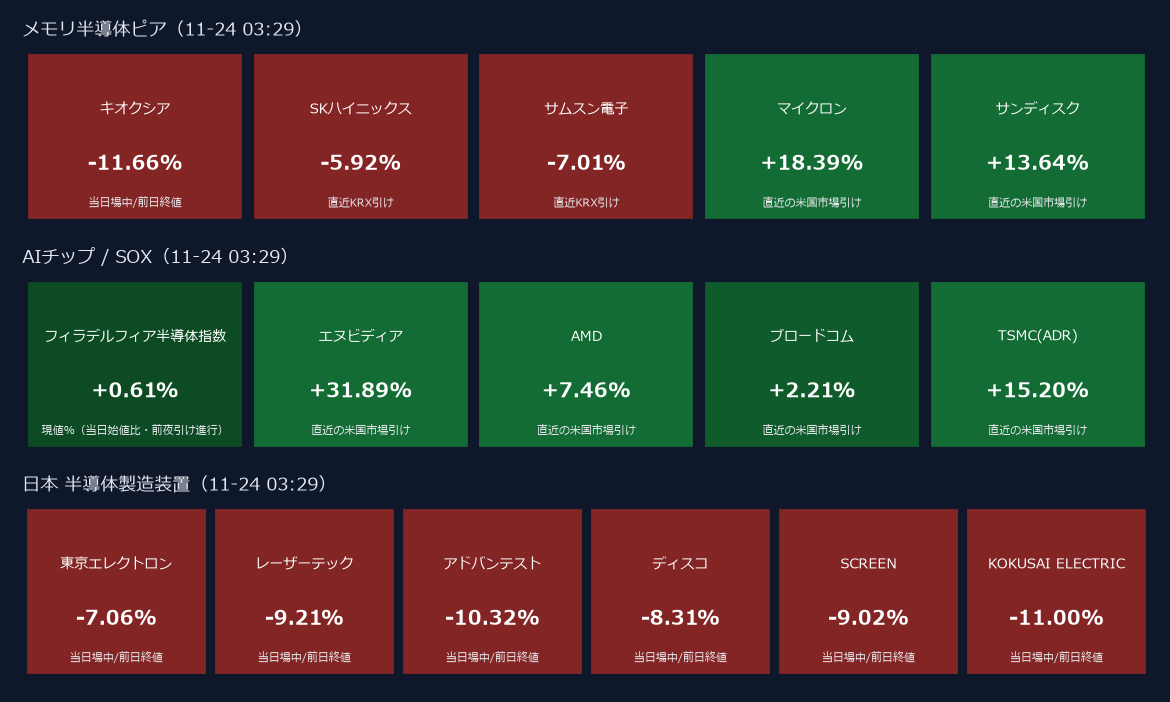 メモリ半導体ピア（11-24 03:29）
キオクシア
-11.66%
当日場中/前日終値
SKハイニックス
-5.92%
直近KRX引け
サムスン電子
-7.01%
直近KRX引け
マイクロン
+18.39%
直近の米国市場引け
サンディスク
+13.64%
直近の米国市場引け
AIチップ / SOX（11-24 03:29）
フィラデルフィア半導体指数
+0.61%
現値%（当日始値比・前夜引け進行）
エヌビディア
+31.89%
直近の米国市場引け
AMD
+7.46%
直近の米国市場引け
ブロードコム
+2.21%
直近の米国市場引け
TSMC(ADR)
+15.20%
直近の米国市場引け
日本 半導体製造装置（11-24 03:29）
東京エレクトロン
-7.06%
当日場中/前日終値
レーザーテック
-9.21%
当日場中/前日終値
アドバンテスト
-10.32%
当日場中/前日終値
ディスコ
-8.31%
当日場中/前日終値
SCREEN
-9.02%
当日場中/前日終値
KOKUSAI ELECTRIC
-11.00%
当日場中/前日終値